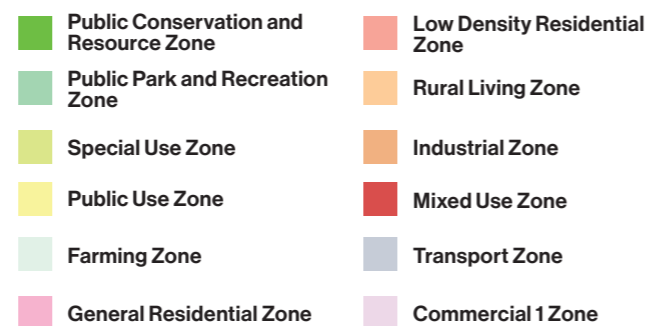 Public Conservation and
Resource Zone
Public Park and Recreation
Zone
Special Use Zone
Public Use Zone
Farming Zone
General Residential Zone
Low Density Residential
Zone
Rural Living Zone
Industrial Zone
Mixed Use Zone
Transport Zone
Commercial 1 Zone